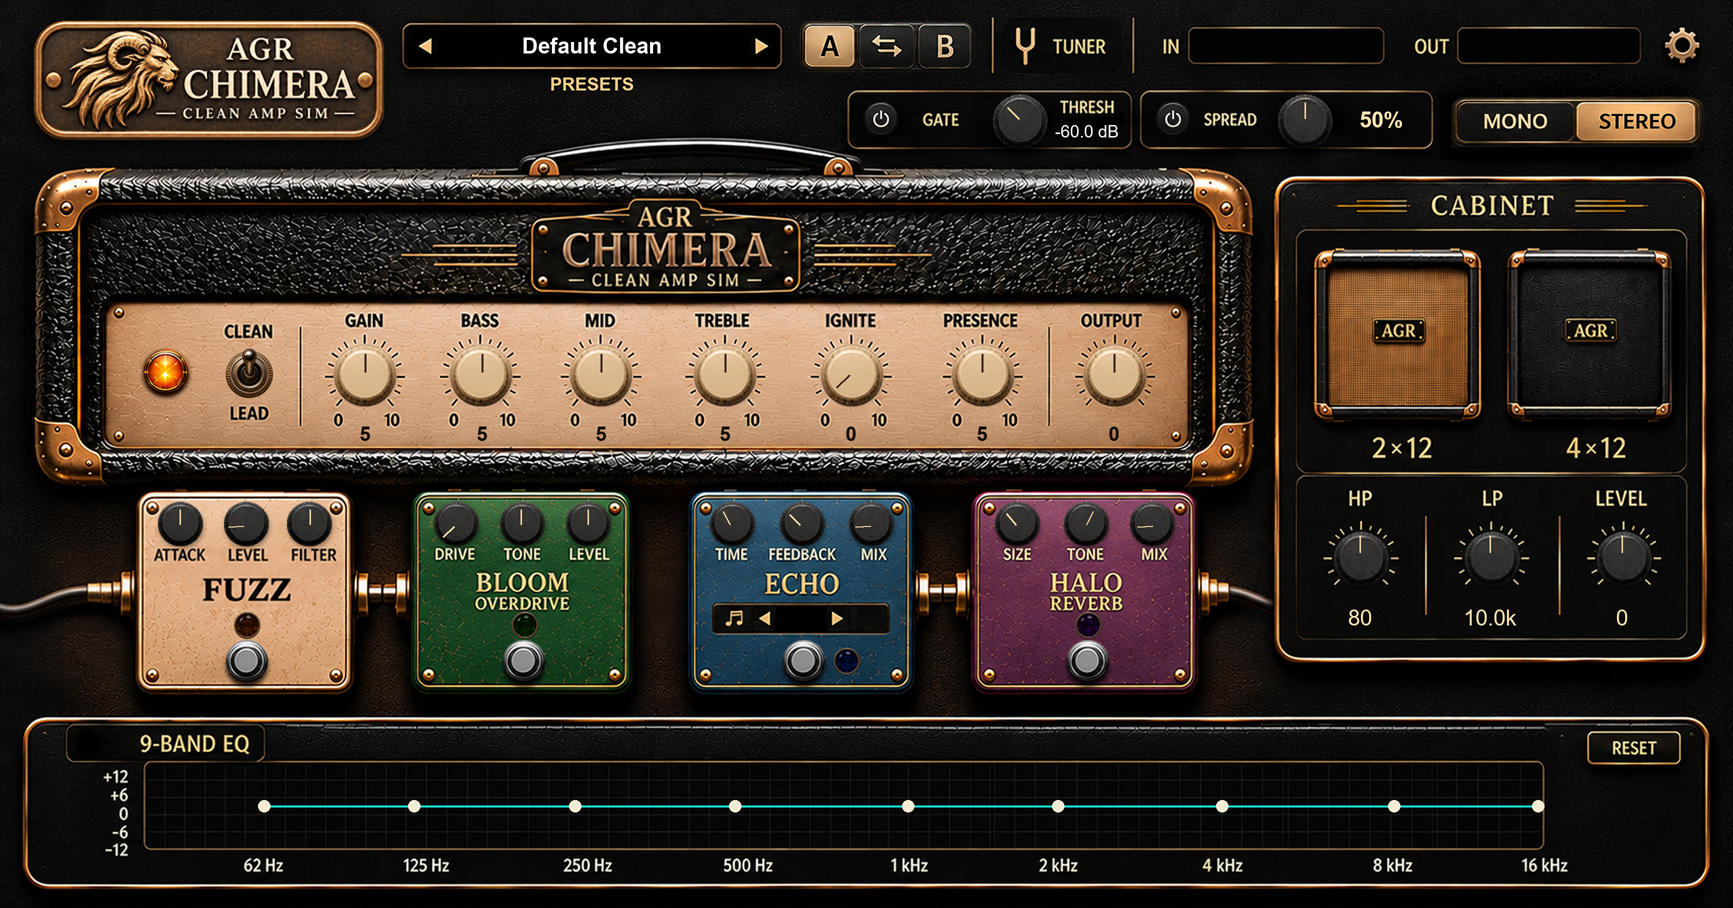 AGR
CHIMERA
CLEAN AMP SIM
Default Clean
PRESETS
A
B
TUNER
IN
OUT
GATE
THRESH
-60.0 dB
SPREAD
50%
MONO
STEREO
AGR
CHIMERA
CLEAN AMP SIM
CLEAN
LEAD
GAIN
BASS
MID
TREBLE
IGNITE
PRESENCE
OUTPUT
0 10
0 10
0 10
0 10
0 10
0 10
5
5
5
5
0
5
0
CABINET
AGR
AGR
2×12
4×12
HP
LP
LEVEL
80
10.0k
0
ATTACK
LEVEL
FILTER
FUZZ
DRIVE
TONE
LEVEL
BLOOM
OVERDRIVE
TIME
FEEDBACK
MIX
ECHO
SIZE
TONE
MIX
HALO
REVERB
9-BAND EQ
RESET
+12
+6
0
-6
-12
62 Hz
125 Hz
250 Hz
500 Hz
1 kHz
2 kHz
4 kHz
8 kHz
16 kHz